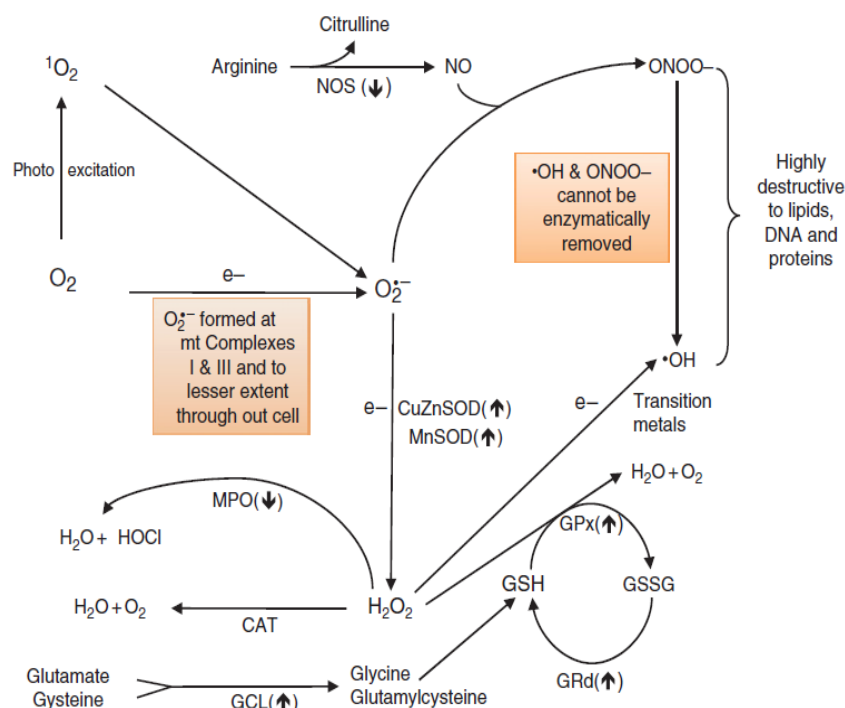 Citrulline
¹O₂
Arginine
NO
ONOO–
NOS (↓)
Photo excitation
•OH & ONOO–
cannot be
enzymatically
removed
Highly
destructive
to lipids,
DNA and
proteins
O₂
e–
O₂•–
O₂•– formed at
mt Complexes
I & III and to
lesser extent
through out cell
•OH
e– CuZnSOD(↑)
MnSOD(↑)
e–
Transition
metals
H₂O+O₂
MPO(↓)
GPx(↑)
H₂O+ HOCl
GSH
GSSG
H₂O+O₂
CAT
H₂O₂
Glutamate
Gysteine
GCL(↑)
Glycine
Glutamylcysteine
GRd(↑)